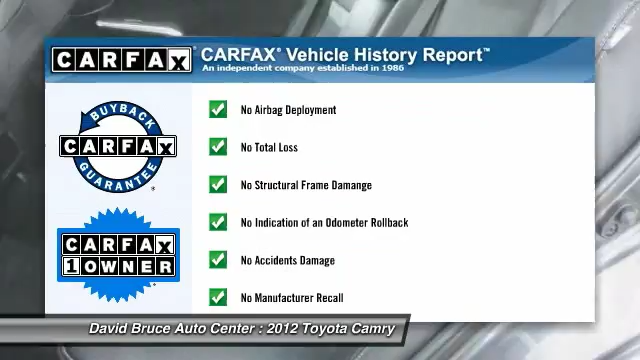 CARFAX
CARFAX® Vehicle History Report™
An independent company established in 1986
BUYBACK
CARFAX
GUARANTEE
CARFAX
1 OWNER
No Airbag Deployment
No Total Loss
No Structural Frame Damange
No Indication of an Odometer Rollback
No Accidents Damage
No Manufacturer Recall
David Bruce Auto Center : 2012 Toyota Camry